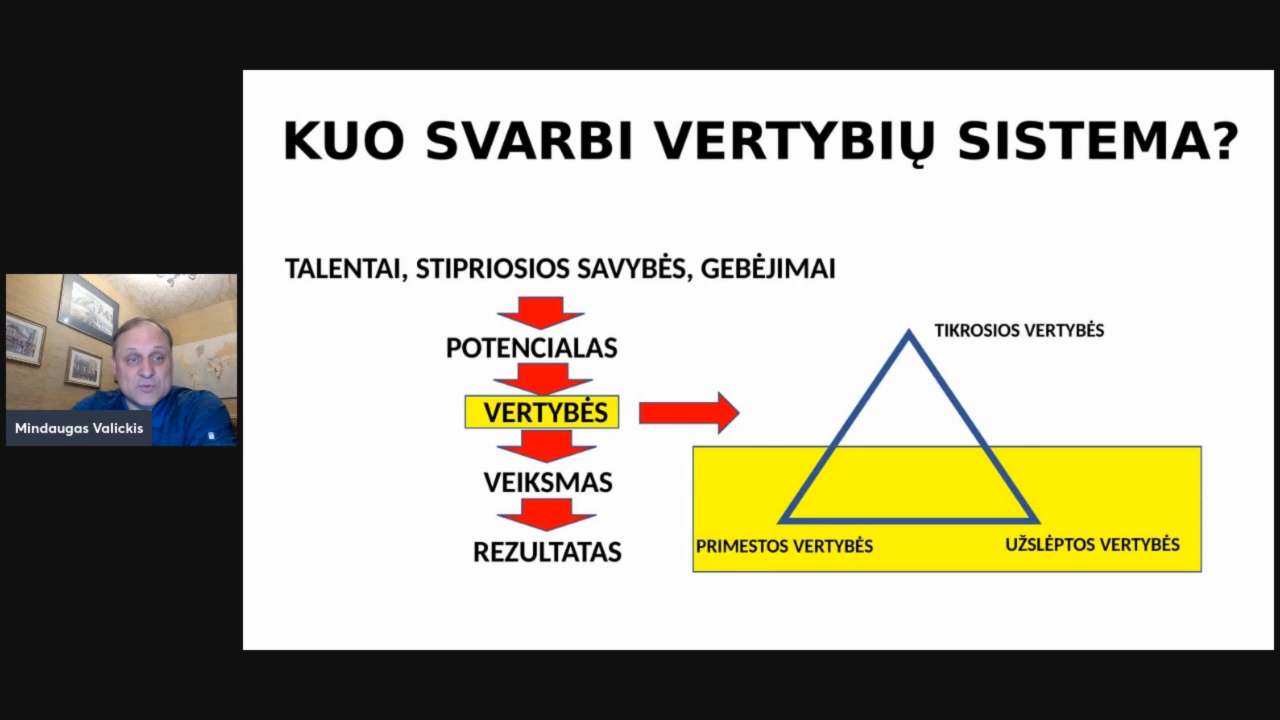 KUO SVARBI VERTYBIŲ SISTEMA?
TALENTAI, STIPRIOSIOS SAVYBĖS, GEBĖJIMAI
POTENCIALAS
VERTYBĖS
VEIKSMAS
REZULTATAS
TIKROSIOS VERTYBĖS
PRIMESTOS VERTYBĖS
UŽSLĖPTOS VERTYBĖS
Mindaugas Valickis